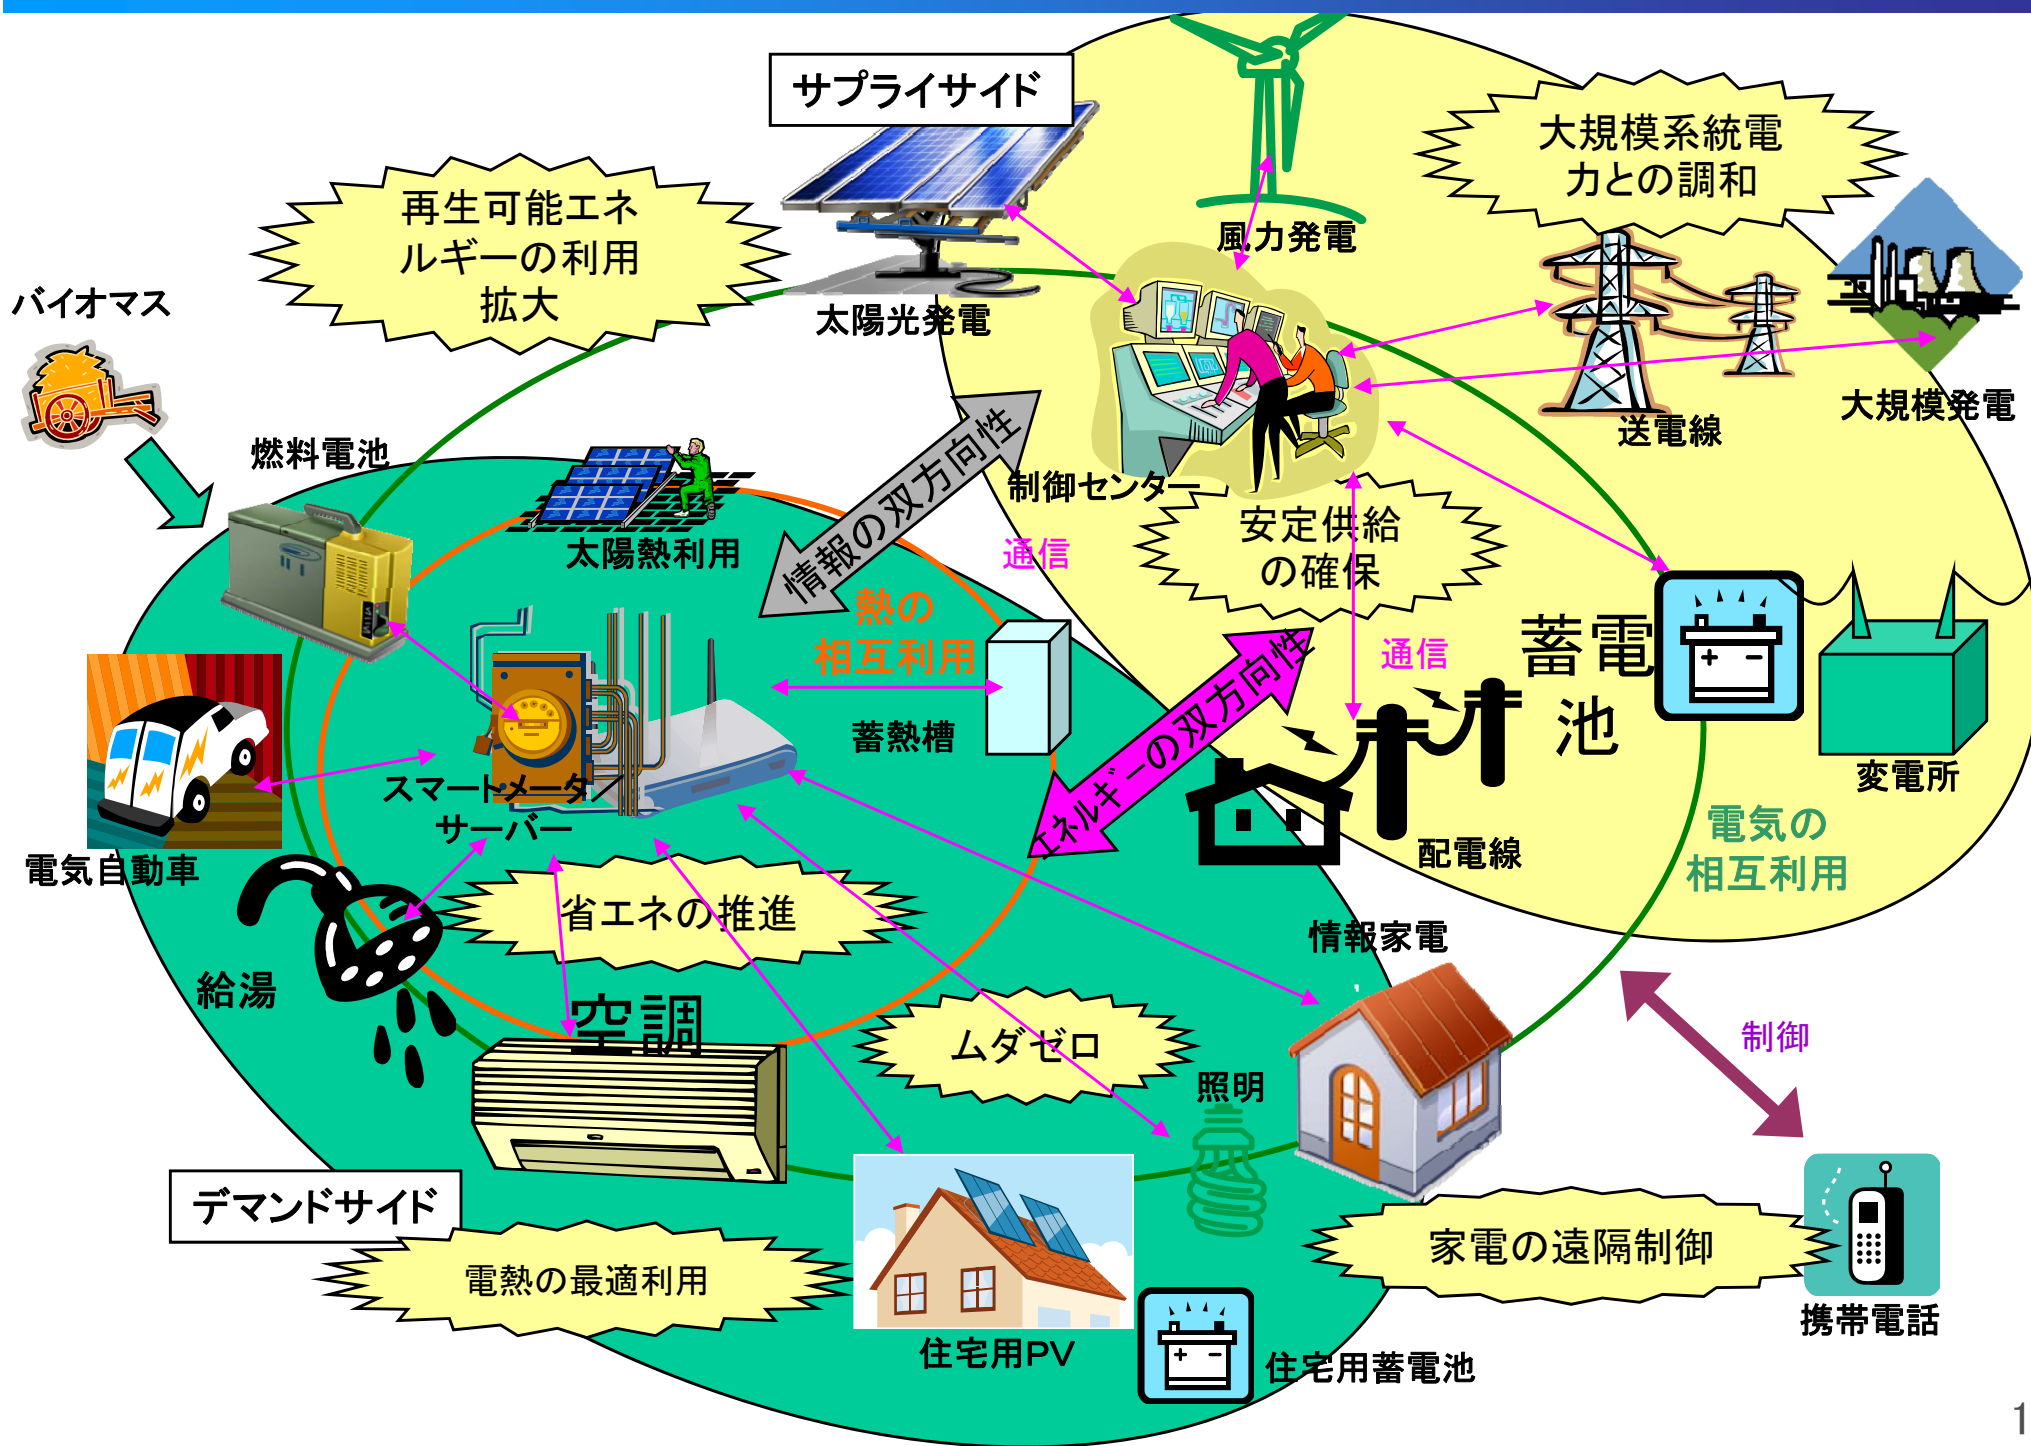 サプライサイド
大規模系統電
力との調和
再生可能エネ
ルギーの利用
拡大
風力発電
バイオマス
太陽光発電
大規模発電
送電線
燃料電池
制御センター
情報の双方向性
安定供給
の確保
太陽熱利用
通信
熱の
相互利用
通信
蓄電
池
エネルギーの双方向性
蓄熱槽
変電所
スマートメータ/
サーバー
電気の
相互利用
配電線
電気自動車
省エネの推進
情報家電
給湯
空調
ムダゼロ
制御
照明
デマンドサイド
家電の遠隔制御
電熱の最適利用
携帯電話
住宅用PV
住宅用蓄電池
1